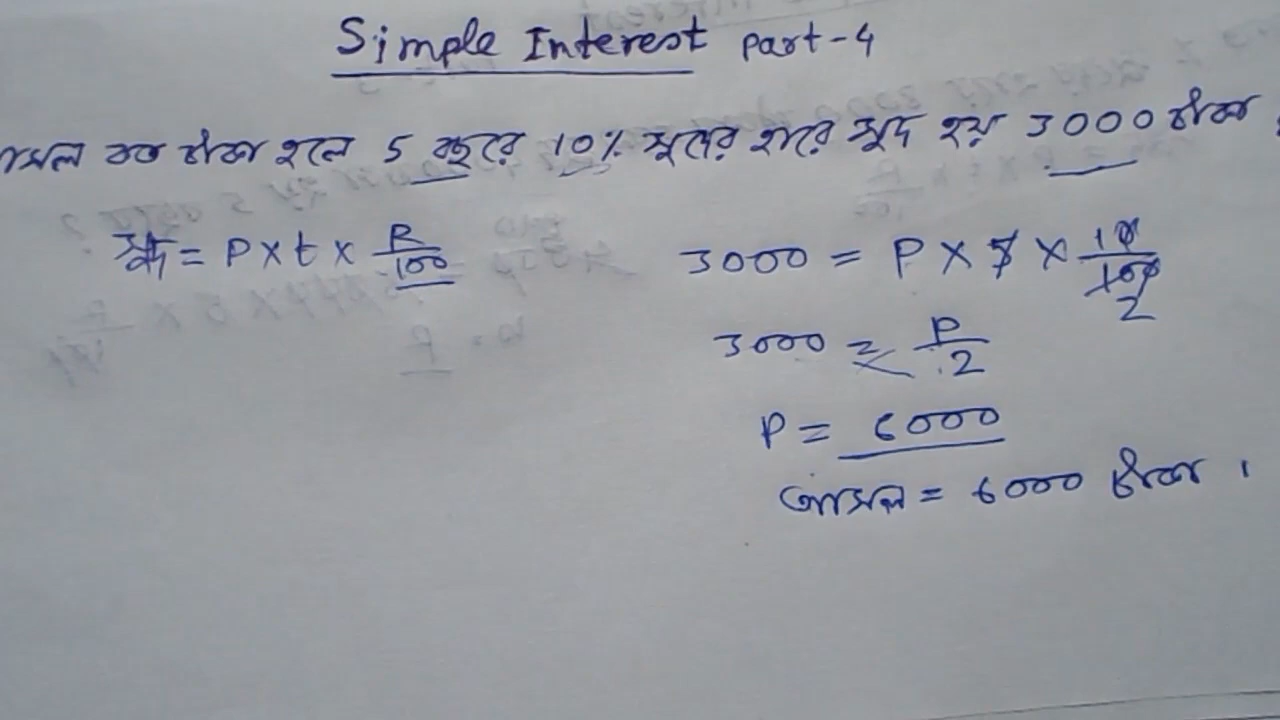 Simple Interest part-4
আসল কত টাকা হলে 5 বছরে 10% সুদের হারে সুদ হয় 3000 টাকা
সুদ = P × t × R/100
3000 = P × 5 × 10/100
2
3000 = P/2
P = 6000
আসল = 6000 টাকা ।